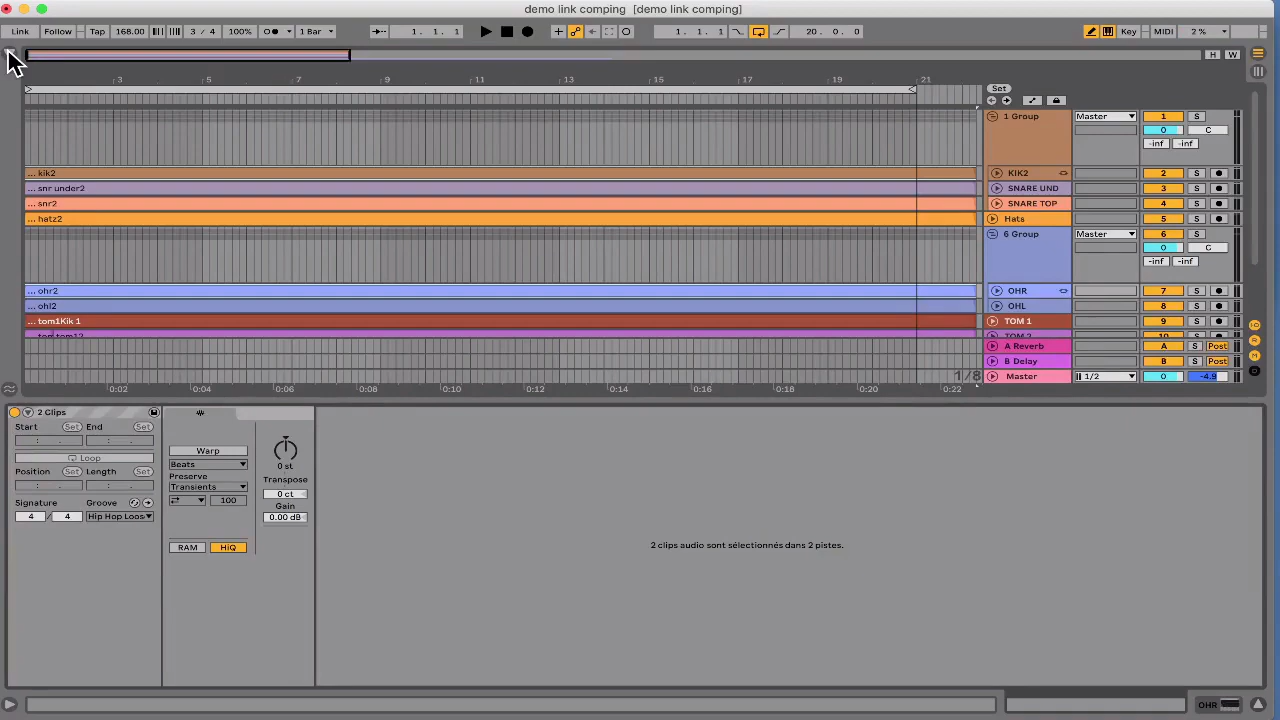 demo link comping [demo link comping]
Link Follow Tap 168.00 3 / 4 100% 1 Bar 1. 1. 1 1. 1. 1 20. 0. 0 Key MIDI 2 %
H W
3 5 7 9 11 13 15 17 19 21
Set
1 Group Master 1 S
0 C
-inf -inf
... kik2 KIK2 2 S
... snr under2 SNARE UND 3 S
... snr2 SNARE TOP 4 S
... hatz2 Hats 5 S
6 Group Master 6 S
0 C
-inf -inf
... ohr2 OHR 7 S
... ohl2 OHL 8 S
... tom1Kik 1 TOM 1 9 S
TOM 2 10 S
A Reverb A Post
B Delay B Post
1/8 Master 1/2 0 -4.9
0:02 0:04 0:06 0:08 0:10 0:12 0:14 0:16 0:18 0:20 0:22
2 Clips
Start Set End Set
Loop
Position Set Length Set
Signature Groove
4 / 4 Hip Hop Loos
Warp
Beats
Preserve
Transients
100
RAM HiQ
0 st
Transpose
0 ct
Gain
0.00 dB
2 clips audio sont sélectionnés dans 2 pistes.
OHR